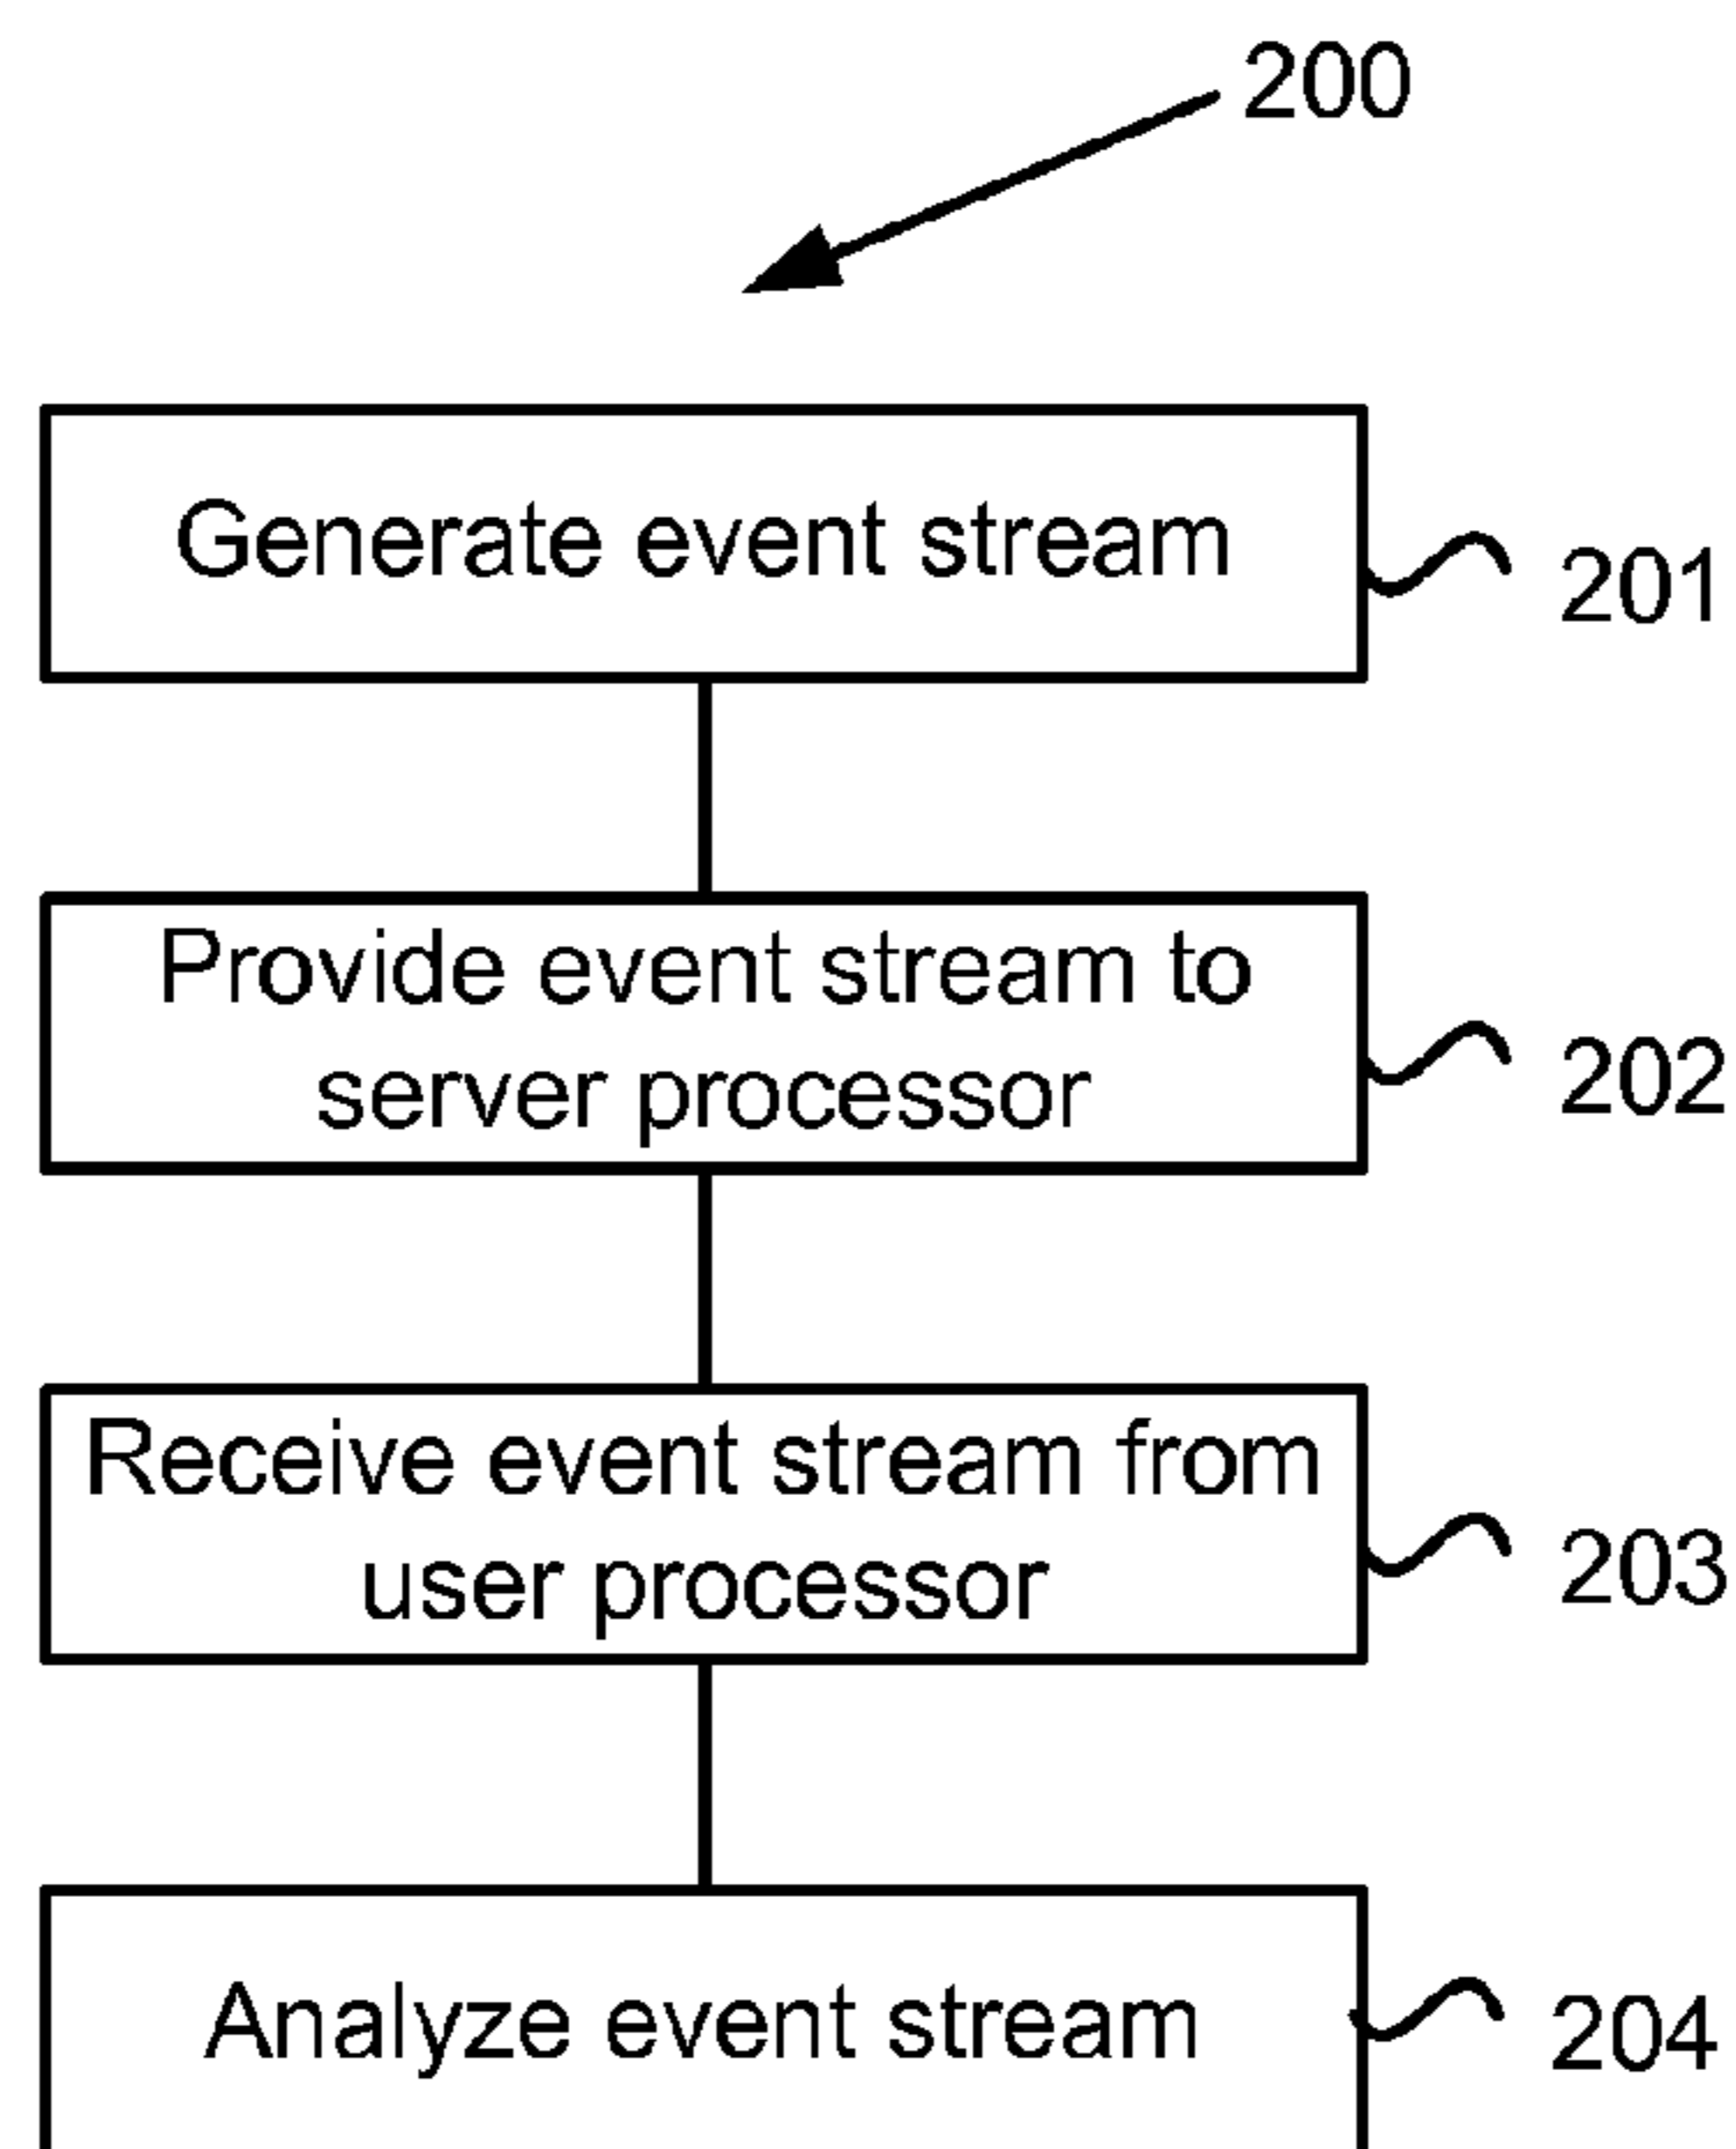 200
Generate event stream
201
Provide event stream to
server processor
202
Receive event stream from
user processor
203
Analyze event stream
204